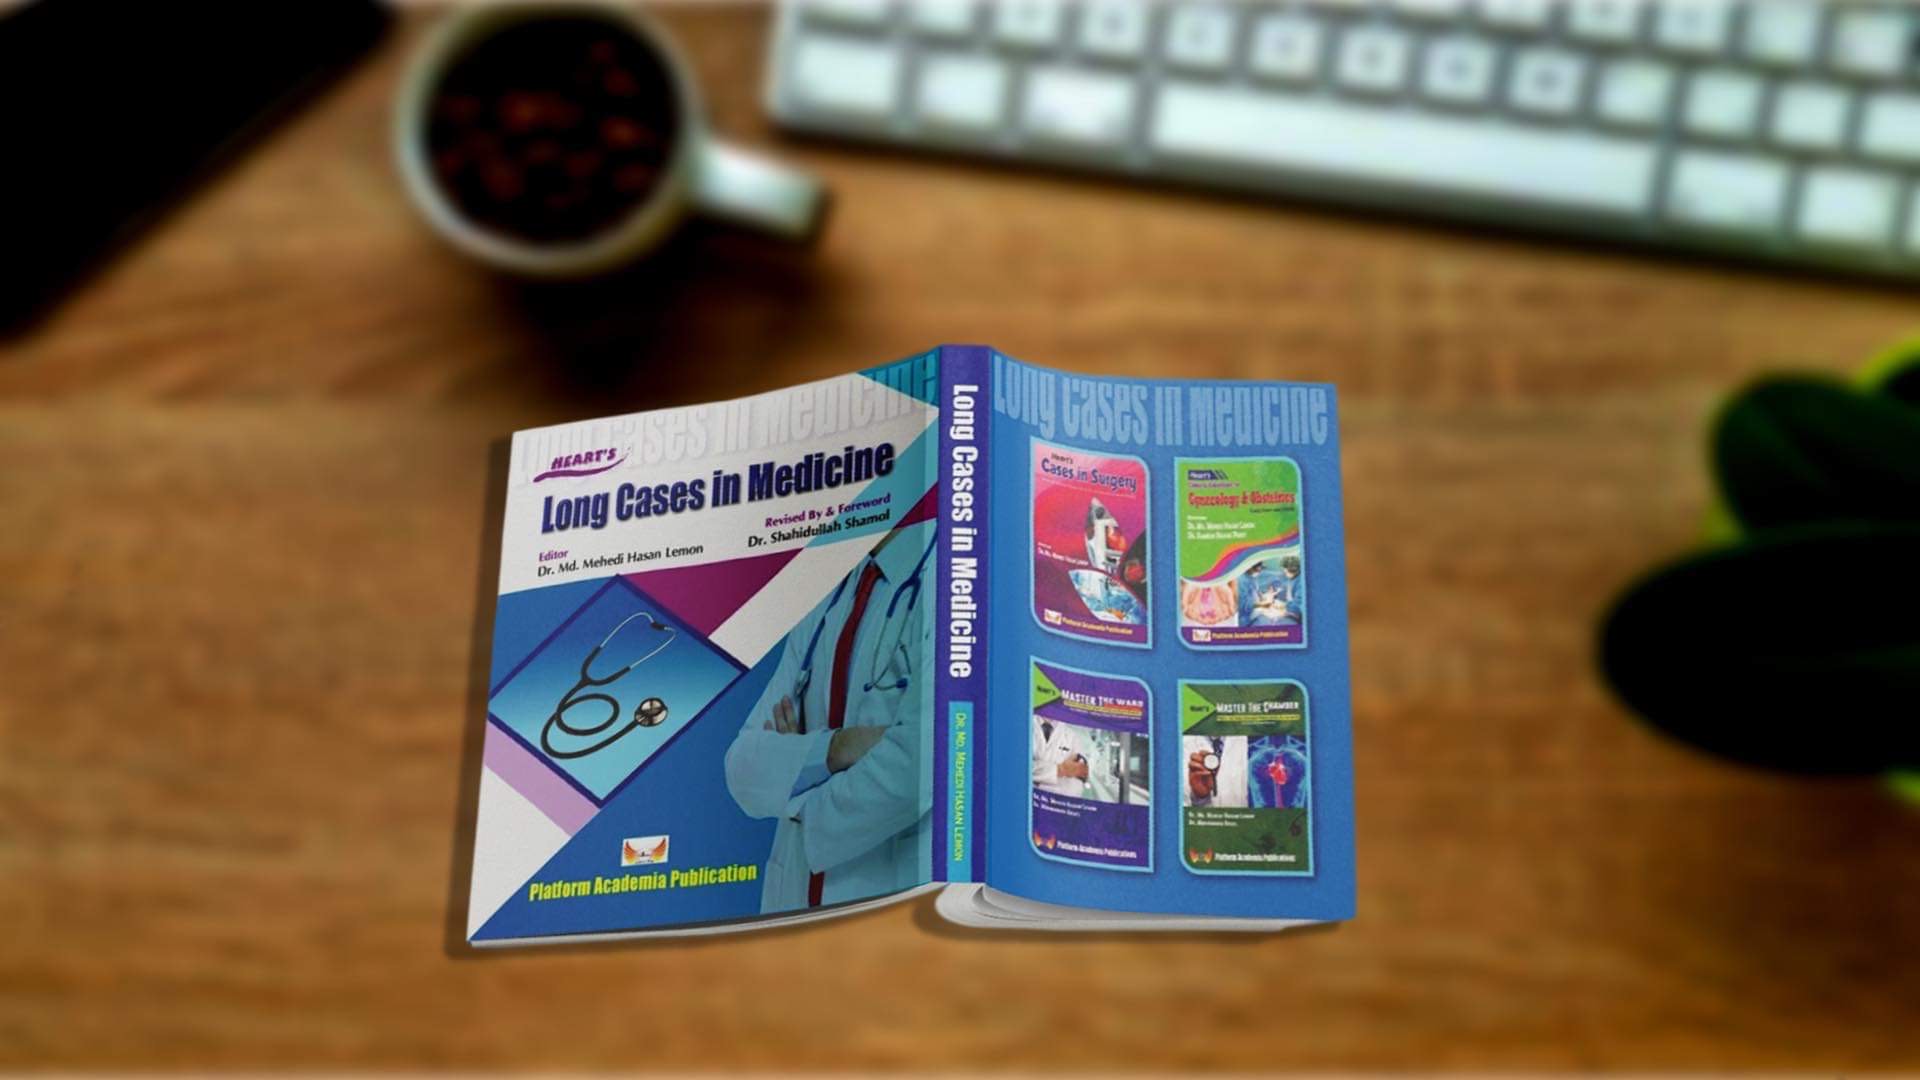 Long Cases in Medicine
HEART'S
Long Cases in Medicine
Revised By & Foreword
Dr. Shahidullah Shamol
Editor
Dr. Md. Mehedi Hasan Lemon
Platform Academia Publication
Long Cases in Medicine
Dr. Md. Mehedi Hasan Lemon
Long Cases in Medicine
Heart's
Cases in Surgery
Platform Academia Publication
Heart's
Gynecology & Obstetrics
Platform Academia Publication
Heart's
Master The Ward
Platform Academia Publications
Heart's
Master The Chamber
Platform Academia Publications